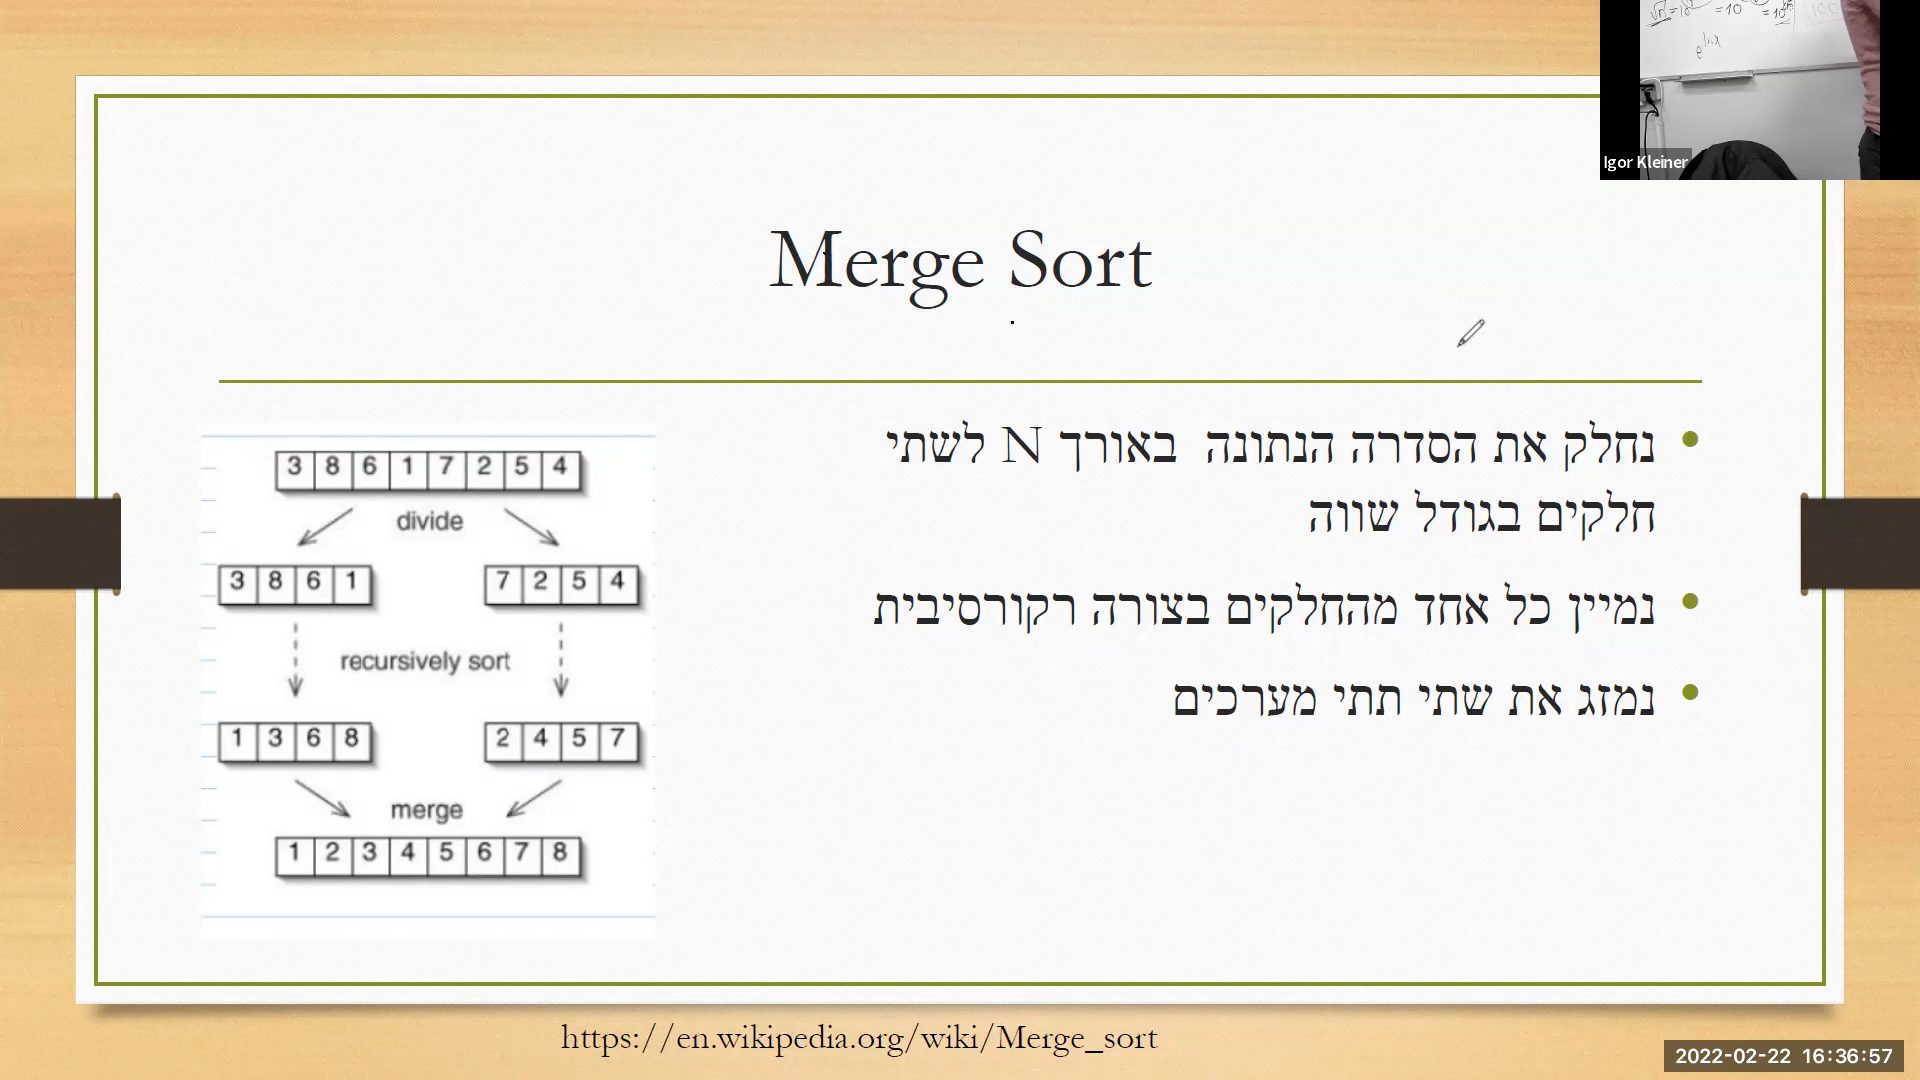 Merge Sort
נחלק את הסדרה הנתונה באורך N לשתי
חלקים בגודל שווה
נמיין כל אחד מהחלקים בצורה רקורסיבית
נמזג את שתי תתי מערכים
3 8 6 1 7 2 5 4
divide
3 8 6 1
7 2 5 4
recursively sort
1 3 6 8
2 4 5 7
merge
1 2 3 4 5 6 7 8
https://en.wikipedia.org/wiki/Merge_sort
e^lnx
Igor Kleiner
2022-02-22 16:36:57